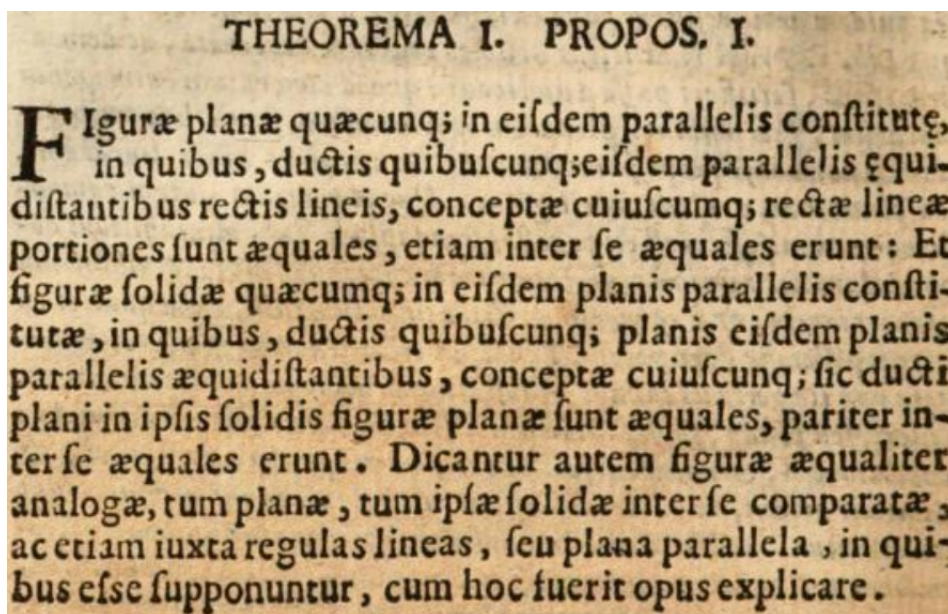 THEOREMA I. PROPOS. I.
FIguræ planæ quæcunq; in eiſdem parallelis conſtitutę,
in quibus, ductis quibuſcunq; eiſdem parallelis ęqui-
diſtantibus rectis lineis, conceptæ cuiuſcumq; rectæ lineæ
portiones ſunt æquales, etiam inter ſe æquales erunt: Et
figuræ ſolidæ quæcumq; in eiſdem planis parallelis conſti-
tutæ, in quibus, ductis quibuſcunq; planis eiſdem planis
parallelis æquidiſtantibus, conceptæ cuiuſcunq; ſic ducti
plani in ipſis ſolidis figuræ planæ ſunt æquales, pariter in-
ter ſe æquales erunt. Dicantur autem figuræ æqualiter
analogæ, tum planæ, tum ipſæ ſolidæ inter ſe comparatæ,
ac etiam iuxta regulas lineas, ſeu plana parallela, in qui-
bus eſse ſupponuntur, cum hoc fuerit opus explicare.